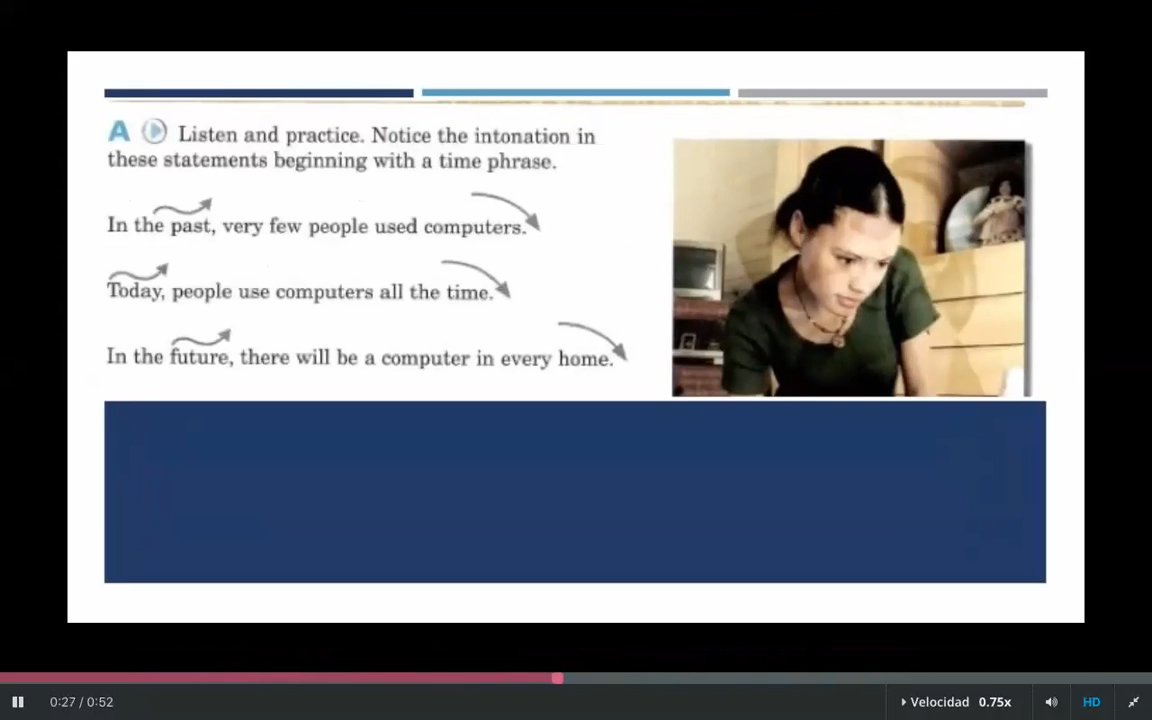 A Listen and practice. Notice the intonation in
these statements beginning with a time phrase.
In the past, very few people used computers.
Today, people use computers all the time.
In the future, there will be a computer in every home.
0:27 / 0:52
Velocidad 0.75x
HD